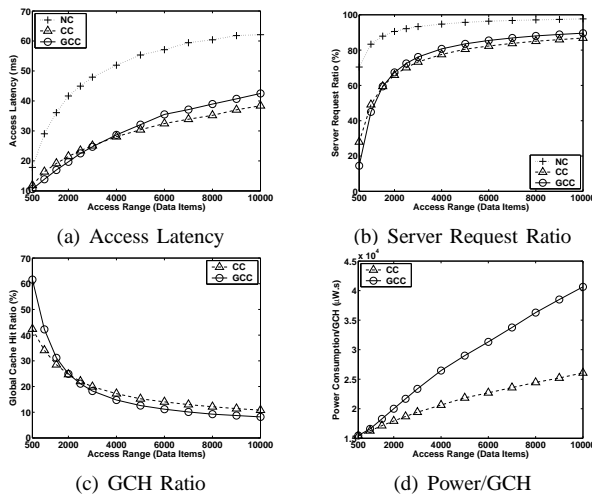 NC
CC
GCC
Access Latency (ms)
70
60
50
40
30
20
10
500
2000
4000
6000
8000
10000
Access Range (Data Items)
(a) Access Latency
Server Request Ratio (%)
100
80
60
40
20
0
NC
CC
GCC
500
2000
4000
6000
8000
10000
Access Range (Data Items)
(b) Server Request Ratio
Global Cache Hit Ratio (%)
70
60
50
40
30
20
10
0
CC
GCC
500
2000
4000
6000
8000
10000
Access Range (Data Items)
(c) GCH Ratio
x 10^4
Power Consumption/GCH (μW.s)
4.5
4
3.5
3
2.5
2
1.5
CC
GCC
500
2000
4000
6000
8000
10000
Access Range (Data Items)
(d) Power/GCH